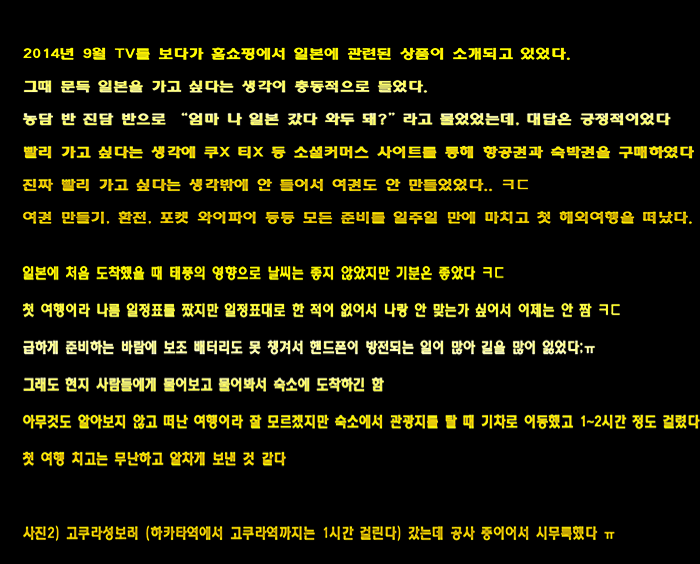 2014년 9월 TV를 보다가 홈쇼핑에서 일본에 관련된 상품이 소개되고 있었다.
그때 문득 일본을 가고 싶다는 생각이 충동적으로 들었다.
농담 반 진담 반으로 “엄마 나 일본 갔다 와두 돼?” 라고 물었었는데, 대답은 긍정적이었다
빨리 가고 싶다는 생각에 쿠X 티X 등 소셜커머스 사이트를 통해 항공권과 숙박권을 구매하였다
진짜 빨리 가고 싶다는 생각밖에 안 들어서 여권도 안 만들었었다.. ㅋㄷ
여권 만들기, 환전, 포켓 와이파이 등등 모든 준비를 일주일 만에 마치고 첫 해외여행을 떠났다.
일본에 처음 도착했을 때 태풍의 영향으로 날씨는 좋지 않았지만 기분은 좋았다 ㅋㄷ
첫 여행이라 나름 일정표를 짰지만 일정표대로 한 적이 없어서 나랑 안 맞는가 싶어서 이제는 안 짬 ㅋㄷ
급하게 준비하는 바람에 보조 배터리도 못 챙겨서 핸드폰이 방전되는 일이 많아 길을 많이 잃었다;ㅠ
그래도 현지 사람들에게 물어보고 물어봐서 숙소에 도착하긴 함
아무것도 알아보지 않고 떠난 여행이라 잘 모르겠지만 숙소에서 관광지를 탈 때 기차로 이동했고 1~2시간 정도 걸렸다
첫 여행 치고는 무난하고 알차게 보낸 것 같다
사진2) 고쿠라성보러 (하카타역에서 고쿠라역까지는 1시간 걸린다) 갔는데 공사 중이어서 시무룩했다 ㅠ